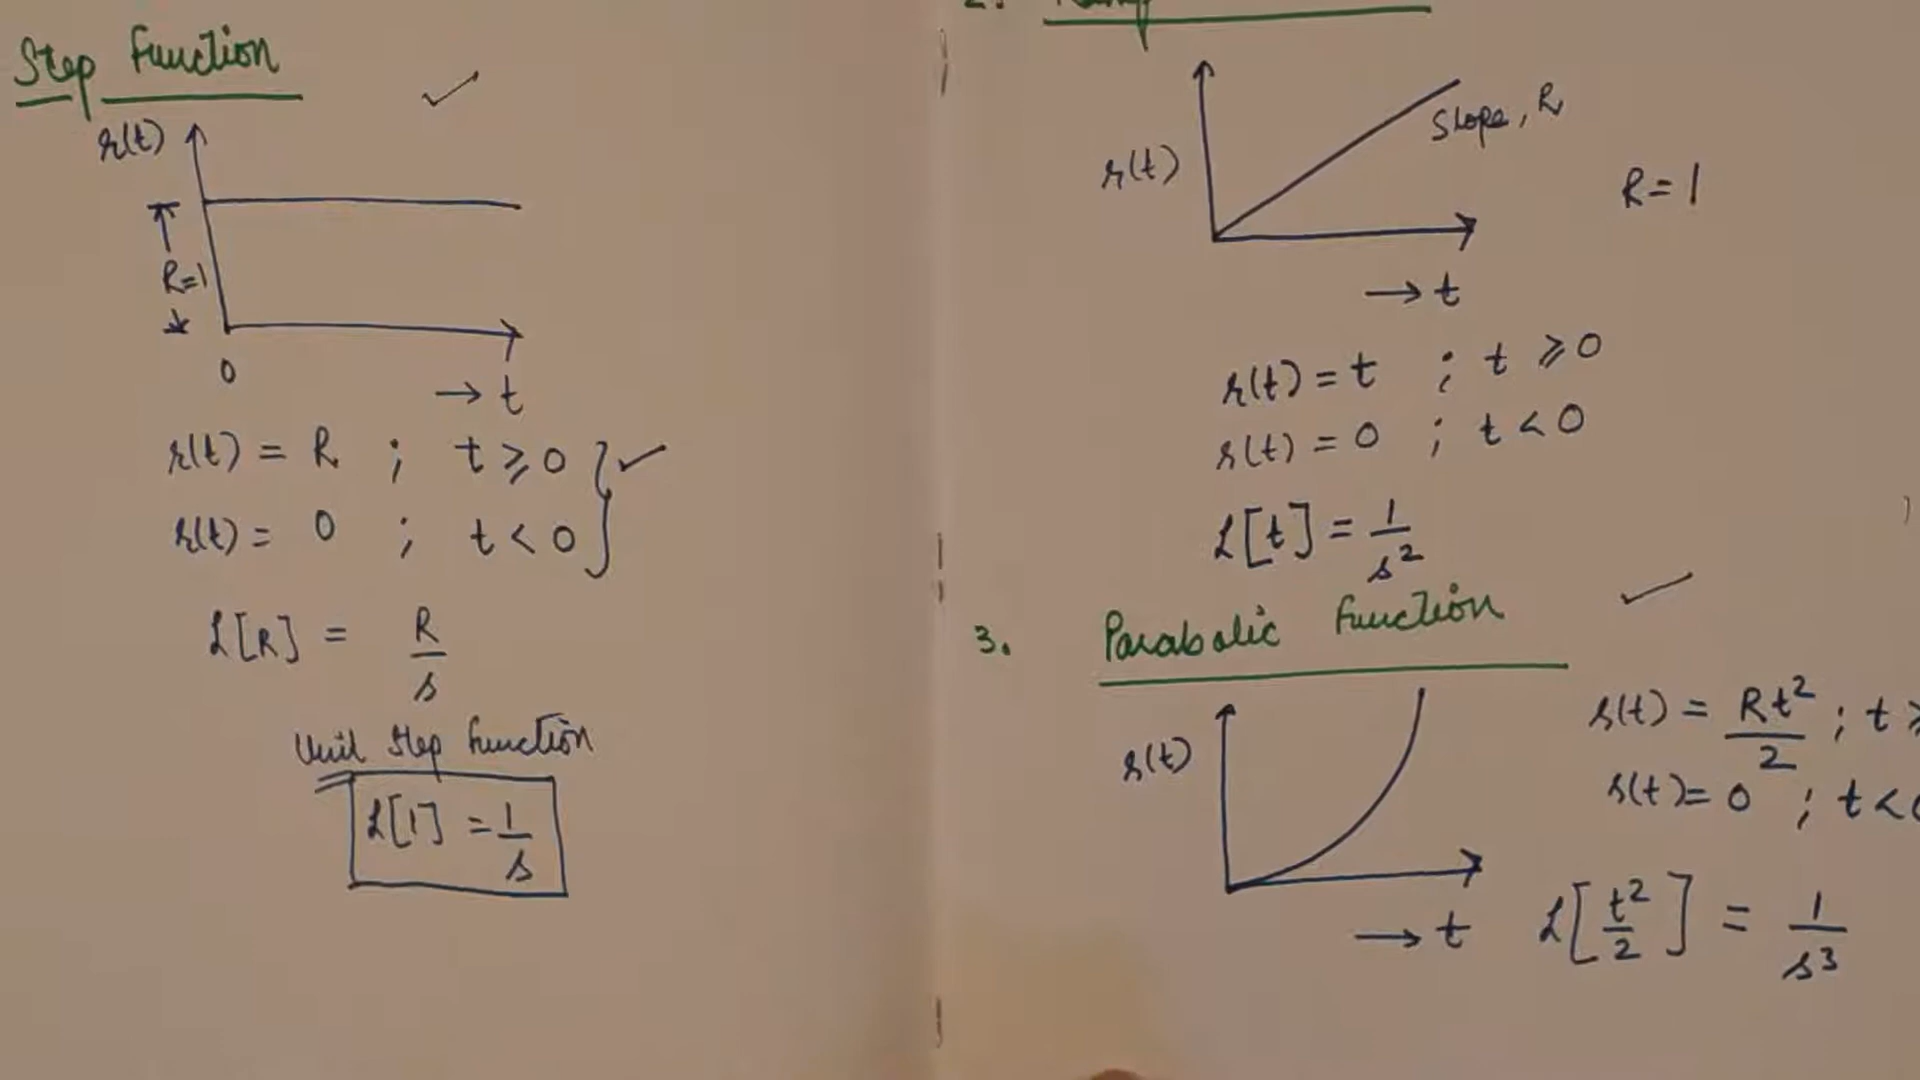 Step Function
r(t)
R=1
0
→ t
r(t) = R ; t ≥ 0
r(t) = 0 ; t < 0
L[R] = R/s
Unit Step Function
L[1] = 1/s
2.
r(t)
Slope, R
R = 1
→ t
r(t) = t ; t ≥ 0
r(t) = 0 ; t < 0
L[t] = 1/s²
3. Parabolic Function
r(t)
→ t
r(t) = Rt²/2 ; t ≥
r(t) = 0 ; t <
L[t²/2] = 1/s³